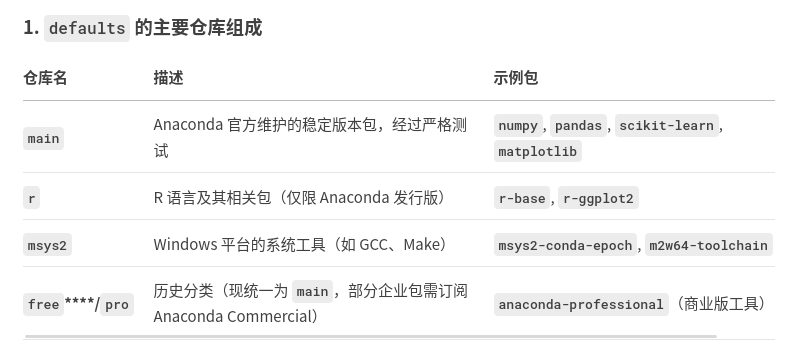 1. defaults 的主要仓库组成
仓库名 描述 示例包
main Anaconda 官方维护的稳定版本包，经过严格测 numpy, pandas, scikit-learn,
试 matplotlib
r R 语言及其相关包（仅限 Anaconda 发行版） r-base, r-ggplot2
msys2 Windows 平台的系统工具（如 GCC、Make） msys2-conda-epoch, m2w64-toolchain
free****/pro 历史分类（现统一为 main，部分企业包需订阅 anaconda-professional（商业版工具）
Anaconda Commercial）